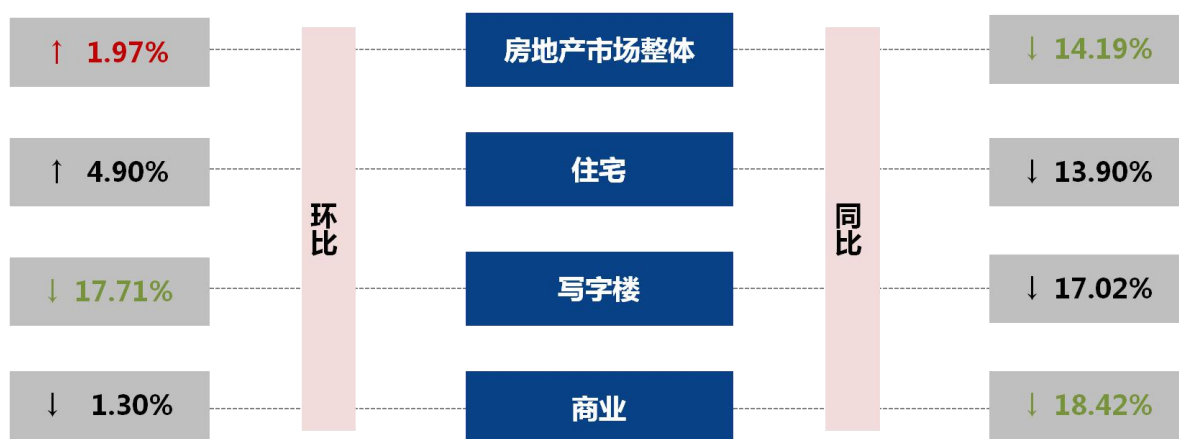 ↑ 1.97%
房地产市场整体
↓ 14.19%
↑ 4.90%
住宅
↓ 13.90%
环比
同比
↓ 17.71%
写字楼
↓ 17.02%
↓ 1.30%
商业
↓ 18.42%